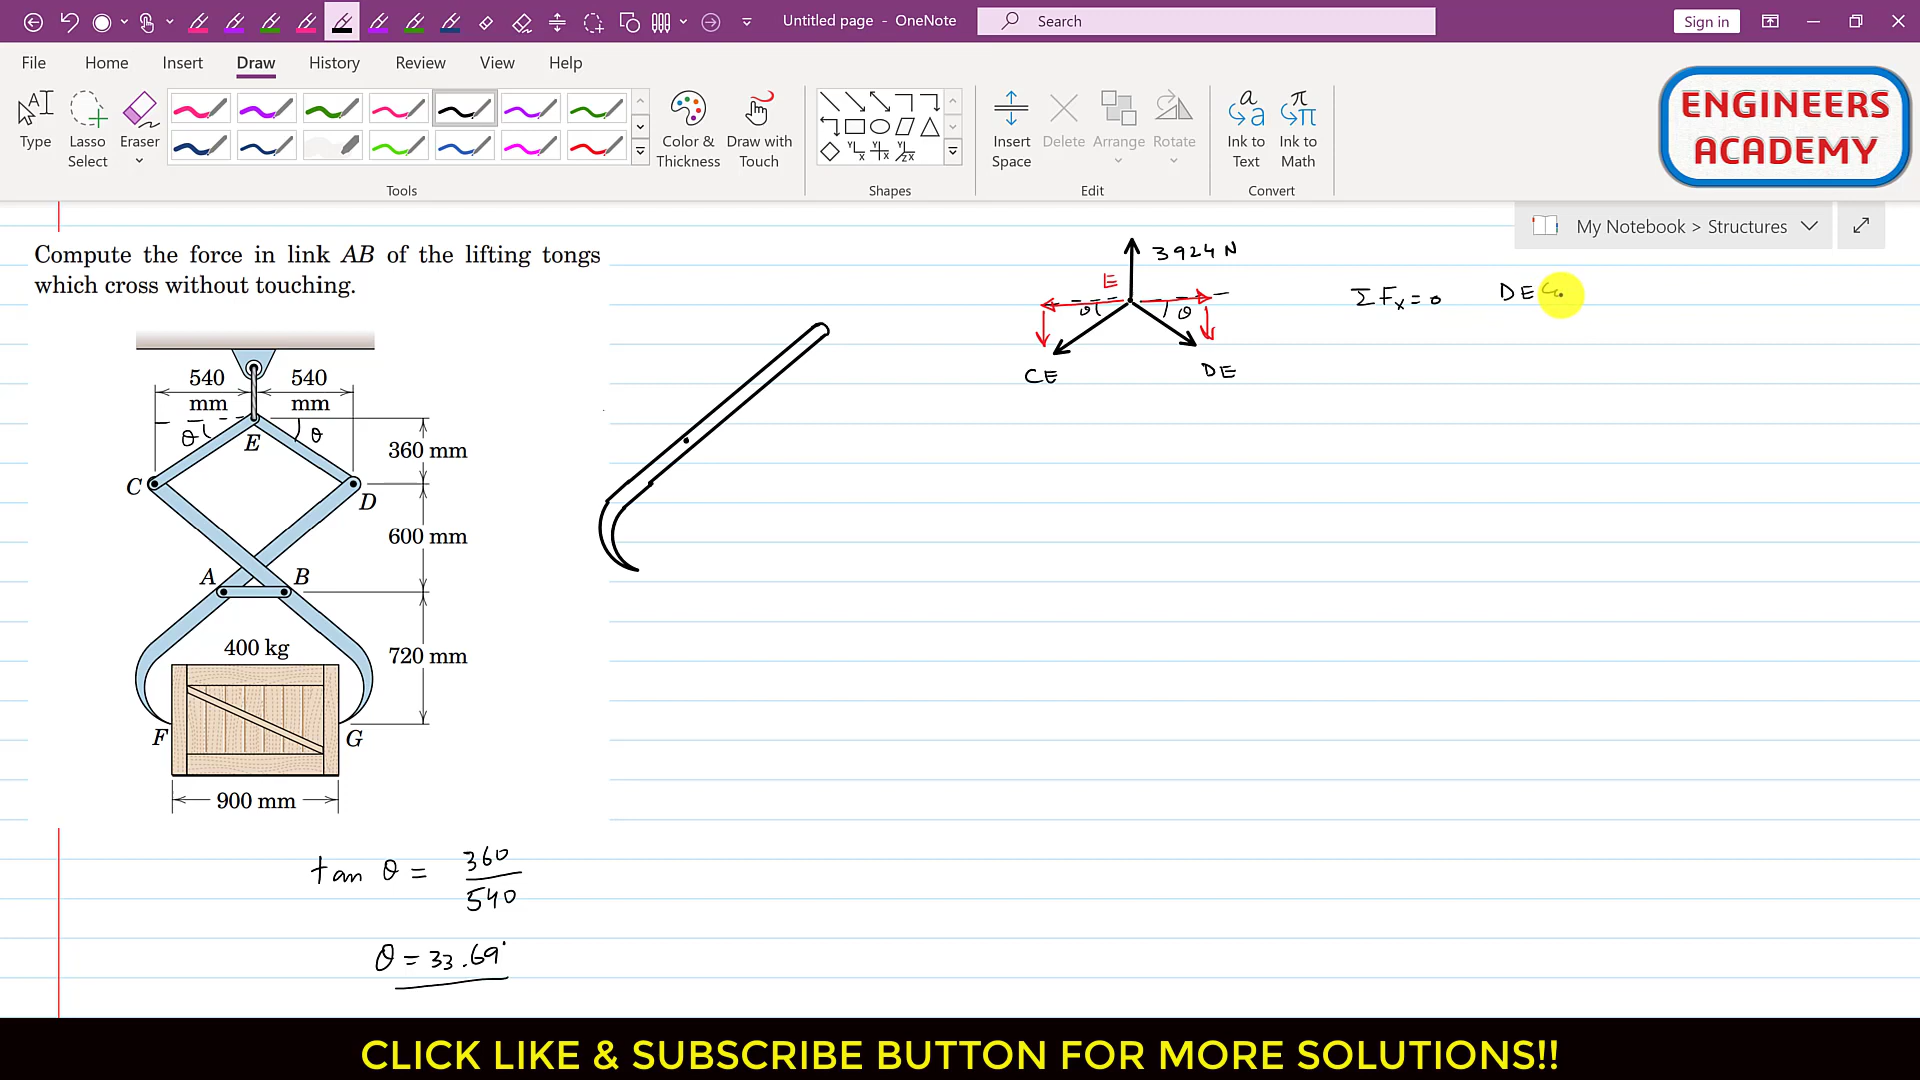 Untitled page - OneNote
Search
Sign in
File Home Insert Draw History Review View Help
Type
Lasso Select
Eraser
Color & Thickness
Draw with Touch
Insert Space
Delete
Arrange
Rotate
Ink to Text
Ink to Math
Tools
Shapes
Edit
Convert
ENGINEERS
ACADEMY
My Notebook > Structures
Compute the force in link AB of the lifting tongs
which cross without touching.
540 mm
540 mm
θ
θ
E
360 mm
C
D
600 mm
A
B
400 kg
720 mm
F
G
900 mm
tan θ = 360/540
θ = 33.69°
3924 N
E
θ
θ
CE
DE
ΣFx = 0 DE
CLICK LIKE & SUBSCRIBE BUTTON FOR MORE SOLUTIONS!!